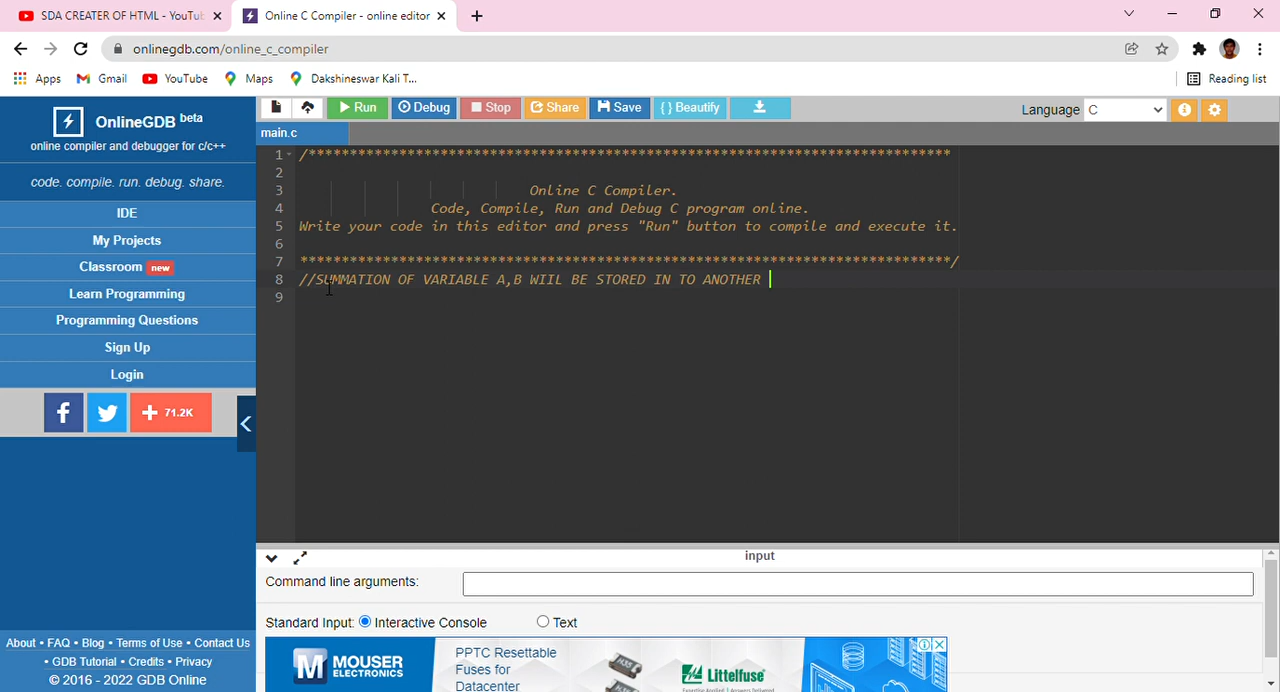 SDA CREATER OF HTML - YouTu
Online C Compiler - online editor
onlinegdb.com/online_c_compiler
Apps Gmail YouTube Maps Dakshineswar Kali T... Reading list
OnlineGDB beta
online compiler and debugger for c/c++
code. compile. run. debug. share.
IDE
My Projects
Classroom new
Learn Programming
Programming Questions
Sign Up
Login
f + 71.2K
About • FAQ • Blog • Terms of Use • Contact Us
• GDB Tutorial • Credits • Privacy
© 2016 - 2022 GDB Online
Run Debug Stop Share Save { } Beautify Language C
main.c
1 /******************************************************************************
2
3 Online C Compiler.
4 Code, Compile, Run and Debug C program online.
5 Write your code in this editor and press "Run" button to compile and execute it.
6
7 *******************************************************************************/
8 //SUMMATION OF VARIABLE A,B WIIL BE STORED IN TO ANOTHER
9
input
Command line arguments:
Standard Input: Interactive Console Text
M MOUSER ELECTRONICS
PPTC Resettable
Fuses for
Datacenter
Littelfuse